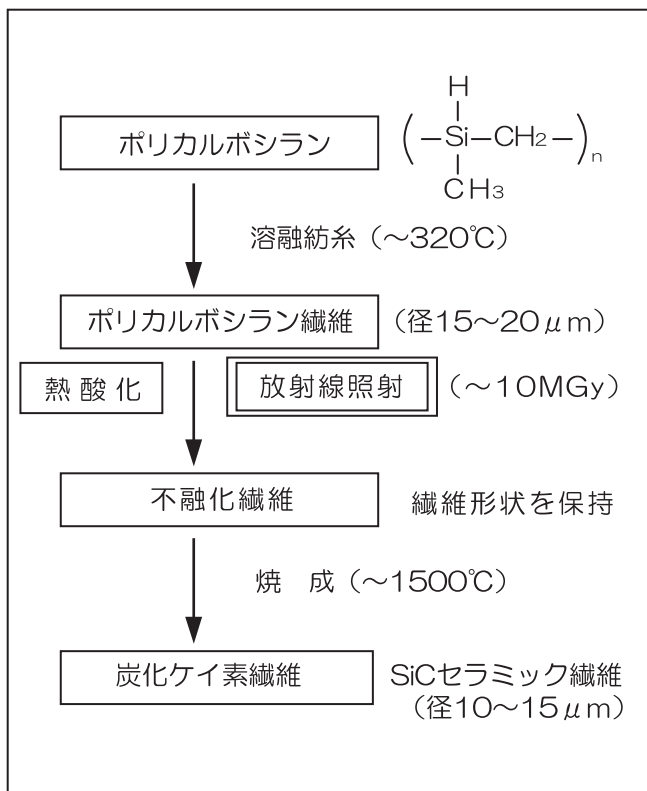 H
ポリカルボシラン (—Si—CH2—)n
CH3
溶融紡糸(～320℃)
ポリカルボシラン繊維 (径15～20μm)
熱酸化 放射線照射 (～10MGy)
不融化繊維 繊維形状を保持
焼　成(～1500℃)
炭化ケイ素繊維 SiCセラミック繊維
(径10～15μm)